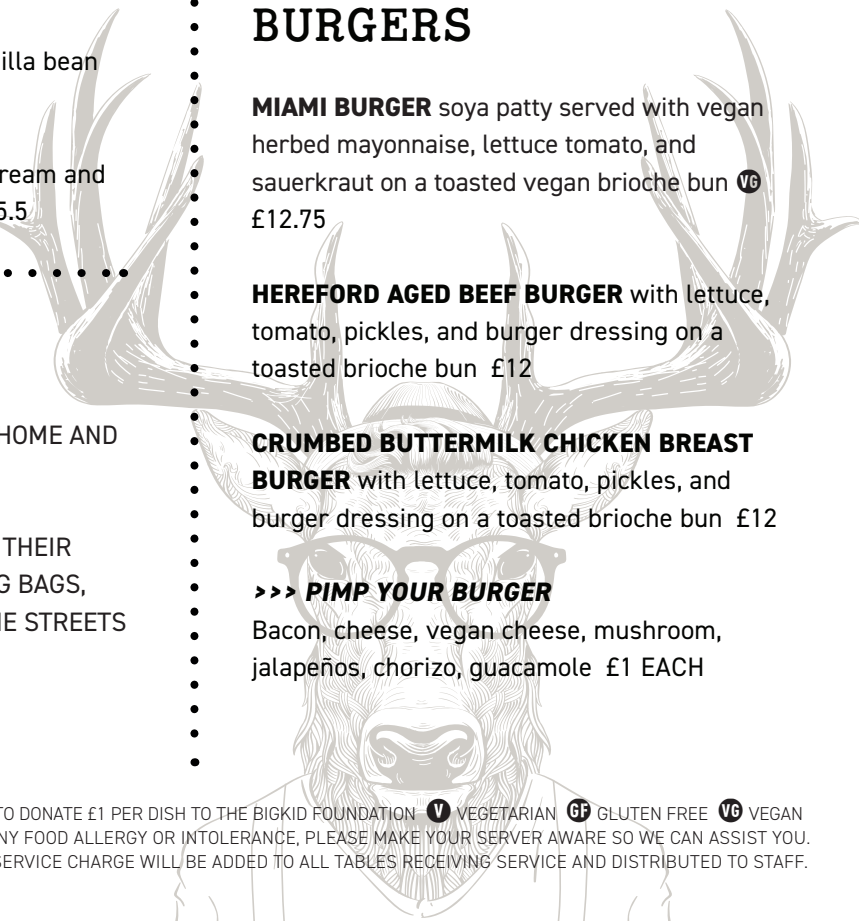 illa bean
ream and
5.5
HOME AND
THEIR
G BAGS,
E STREETS
BURGERS
MIAMI BURGER soya patty served with vegan
herbed mayonnaise, lettuce tomato, and
sauerkraut on a toasted vegan brioche bun VG
£12.75
HEREFORD AGED BEEF BURGER with lettuce,
tomato, pickles, and burger dressing on a
toasted brioche bun £12
CRUMBED BUTTERMILK CHICKEN BREAST
BURGER with lettuce, tomato, pickles, and
burger dressing on a toasted brioche bun £12
>>> PIMP YOUR BURGER
Bacon, cheese, vegan cheese, mushroom,
jalapeños, chorizo, guacamole £1 EACH
TO DONATE £1 PER DISH TO THE BIGKID FOUNDATION V VEGETARIAN GF GLUTEN FREE VG VEGAN
NY FOOD ALLERGY OR INTOLERANCE, PLEASE MAKE YOUR SERVER AWARE SO WE CAN ASSIST YOU.
SERVICE CHARGE WILL BE ADDED TO ALL TABLES RECEIVING SERVICE AND DISTRIBUTED TO STAFF.